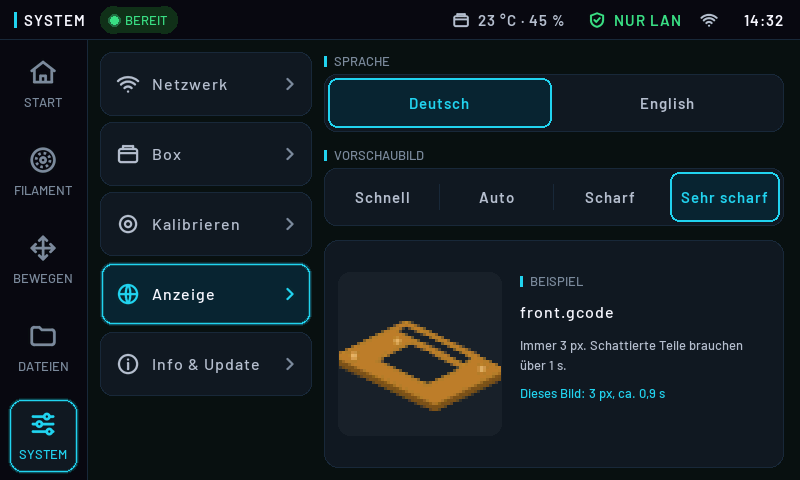 SYSTEM
BEREIT
23 °C · 45 %
NUR LAN
14:32
START
FILAMENT
BEWEGEN
DATEIEN
SYSTEM
Netzwerk
Box
Kalibrieren
Anzeige
Info & Update
SPRACHE
Deutsch
English
VORSCHAUBILD
Schnell
Auto
Scharf
Sehr scharf
BEISPIEL
front.gcode
Immer 3 px. Schattierte Teile brauchen
über 1 s.
Dieses Bild: 3 px, ca. 0,9 s